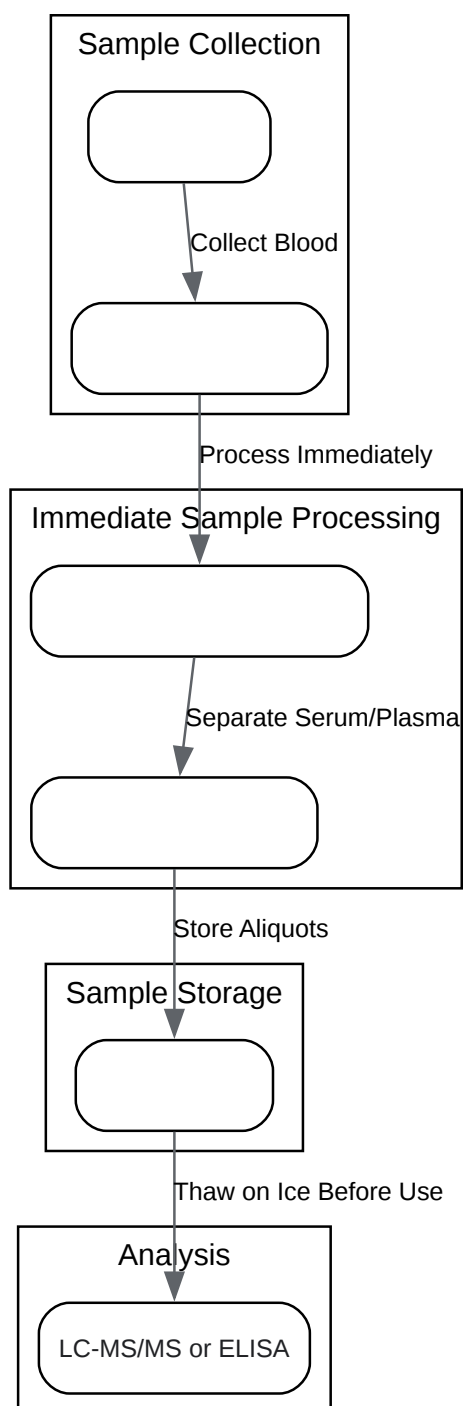 Sample Collection
Collect Blood
Process Immediately
Immediate Sample Processing
Separate Serum/Plasma
Store Aliquots
Sample Storage
Thaw on Ice Before Use
Analysis
LC-MS/MS or ELISA